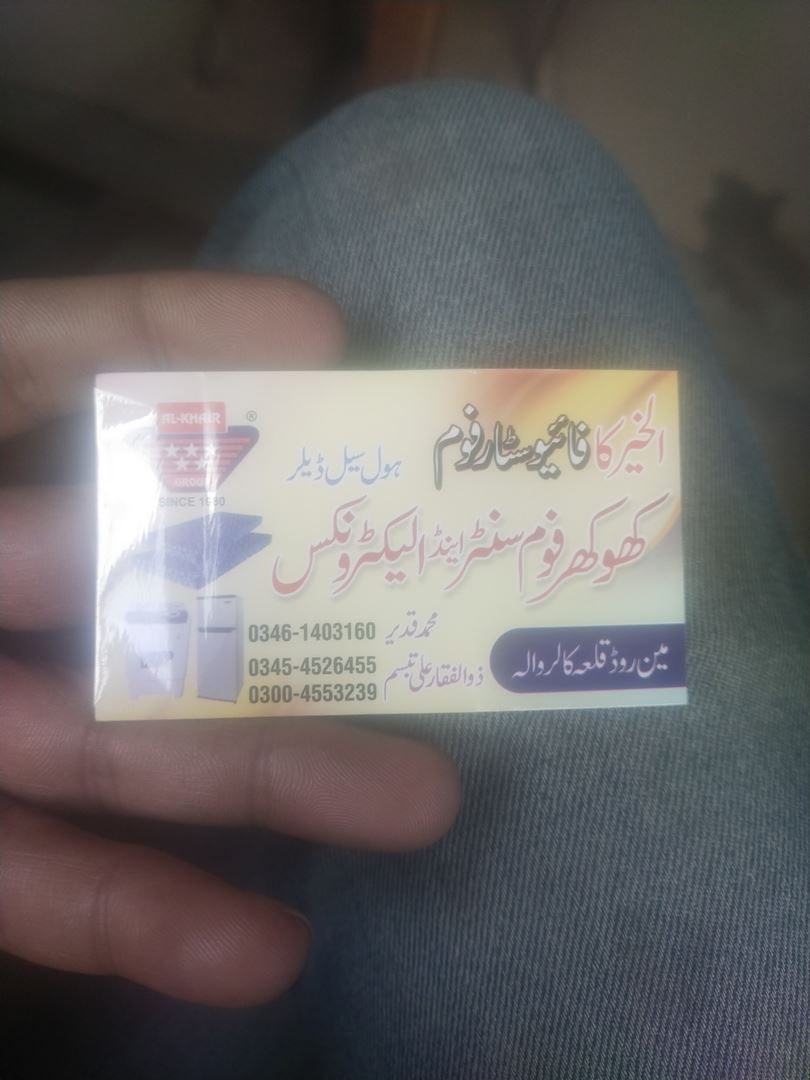 AL-KHAIR
GROUP
®
SINCE 1980
الخیر کا فائیو سٹار فوم
ہول سیل ڈیلر
کھوکھر فوم سنٹر اینڈ الیکٹرونکس
محمد قدیر 0346-1403160
ذوالفقار علی تبسم 0345-4526455
0300-4553239
مین روڈ قلعہ کالروالہ